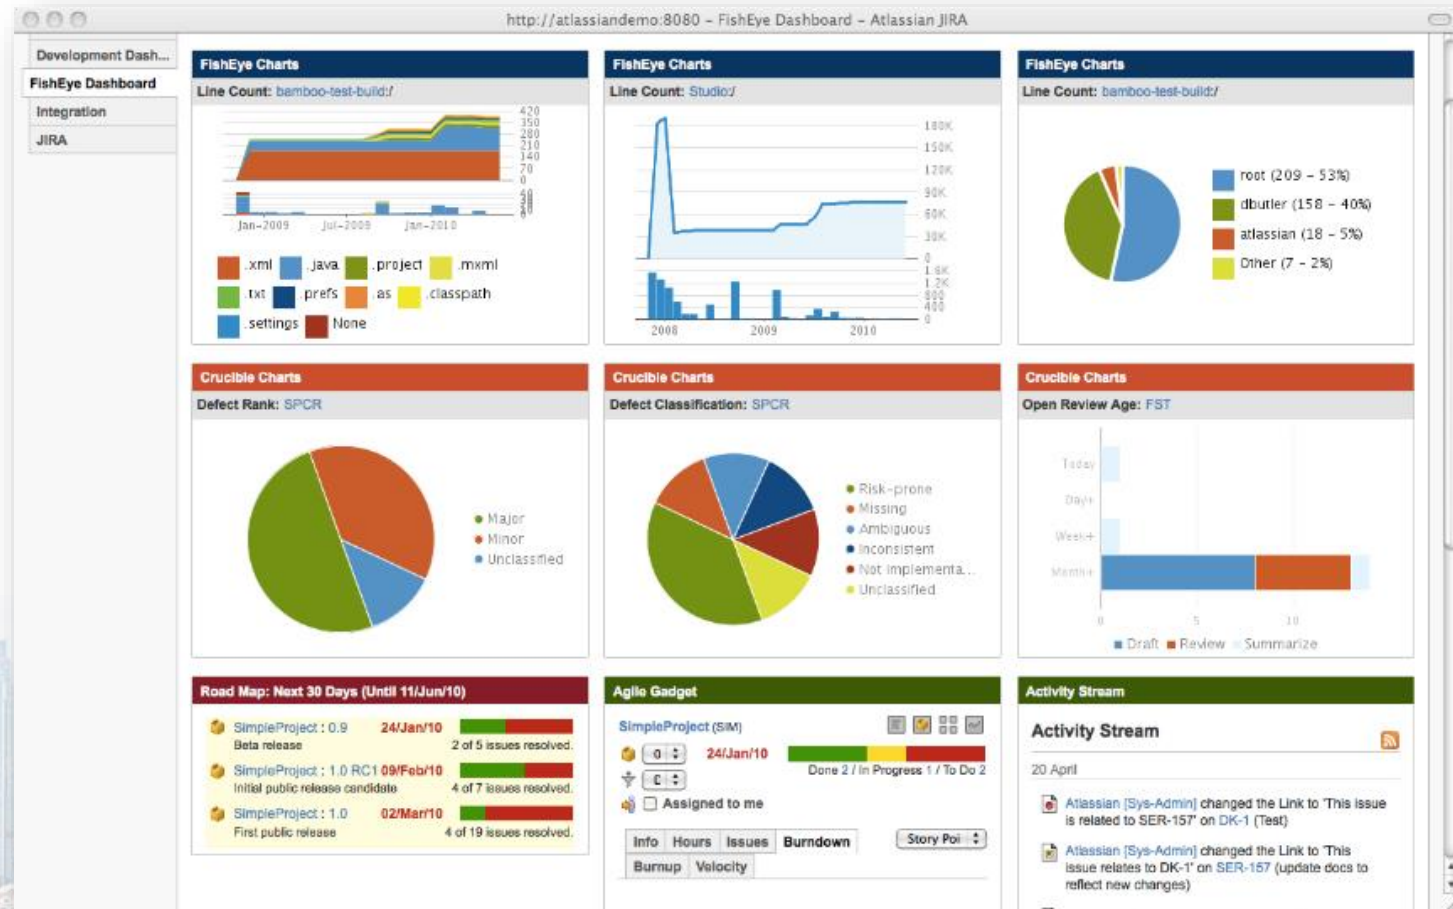 http://atlassiandemo:8080 – FishEye Dashboard – Atlassian JIRA
Development Dash...
FishEye Dashboard
Integration
JIRA
FishEye Charts
Line Count: bamboo-test-build:/
420
350
280
210
140
70
0
Jan-2009 Jul-2009 Jan-2010
.xml .java .project .mxml
.txt .prefs .as .classpath
.settings None
FishEye Charts
Line Count: Studio:/
180K
150K
120K
90K
60K
30K
0
1.6K
1.2K
800
400
0
2008 2009 2010
FishEye Charts
Line Count: bamboo-test-build:/
root (209 – 53%)
dbutler (158 – 40%)
atlassian (18 – 5%)
Other (7 – 2%)
Crucible Charts
Defect Rank: SPCR
Major
Minor
Unclassified
Crucible Charts
Defect Classification: SPCR
Risk-prone
Missing
Ambiguous
Inconsistent
Not Implementa...
Unclassified
Crucible Charts
Open Review Age: FST
Today
Day+
Week+
Month+
0 5 10
Draft Review Summarize
Road Map: Next 30 Days (Until 11/Jun/10)
SimpleProject : 0.9 24/Jan/10
Beta release 2 of 5 issues resolved.
SimpleProject : 1.0 RC1 09/Feb/10
Initial public release candidate 4 of 7 issues resolved.
SimpleProject : 1.0 02/Mar/10
First public release 4 of 19 issues resolved.
Agile Gadget
SimpleProject (SIM)
24/Jan/10
Done 2 / In Progress 1 / To Do 2
Assigned to me
Info Hours Issues Burndown Story Poi
Burnup Velocity
Activity Stream
Activity Stream
20 April
Atlassian [Sys-Admin] changed the Link to 'This issue
is related to SER-157' on DK-1 (Test)
Atlassian [Sys-Admin] changed the Link to 'This
issue relates to DK-1' on SER-157 (update docs to
reflect new changes)